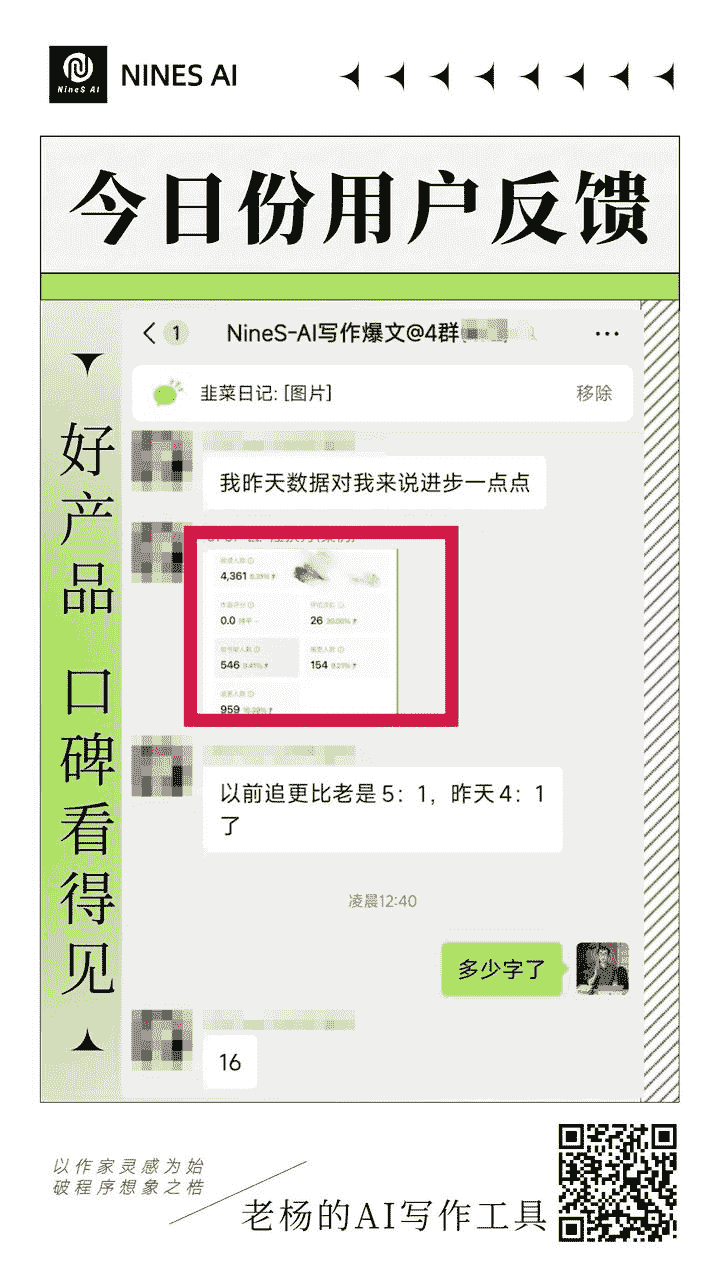 NineS AI
NINES AI
今日份用户反馈
好产品 口碑看得见
1
NineS-AI写作爆文@4群
韭菜日记: [图片]
移除
我昨天数据对我来说进步一点点
4,361
0.0
26
546
154
959
以前追更比老是 5：1，昨天 4：1
了
凌晨12:40
多少字了
16
以作家灵感为始
破程序想象之梏
老杨的AI写作工具